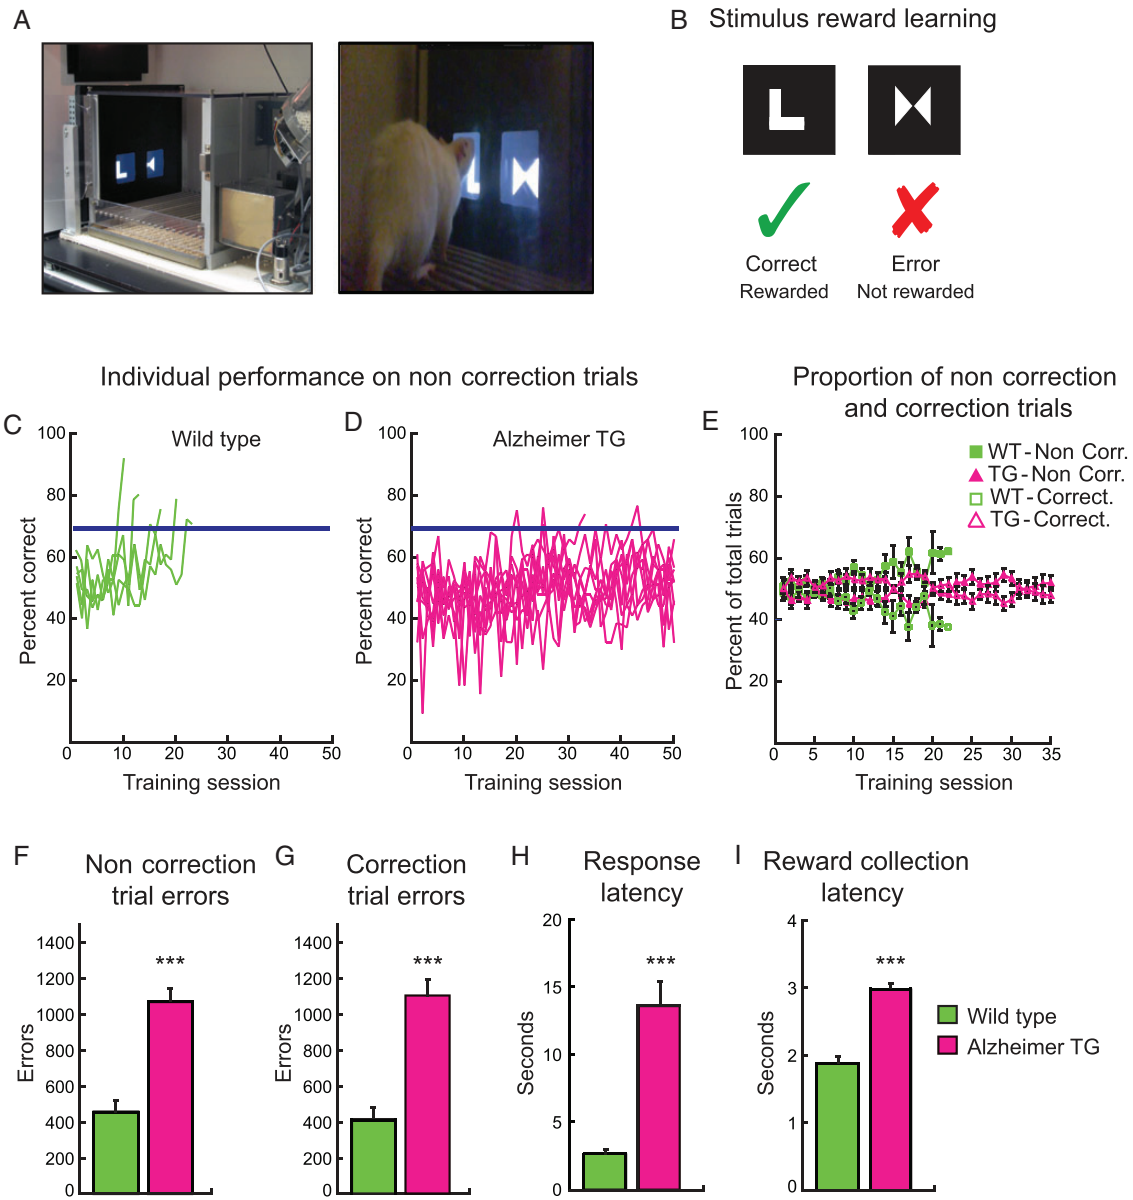 A
B Stimulus reward learning
Correct
Rewarded
Error
Not rewarded
Individual performance on non correction trials
Proportion of non correction
and correction trials
C
Wild type
Percent correct
100
80
60
40
20
0 10 20 30 40 50
Training session
D
Alzheimer TG
Percent correct
100
80
60
40
20
0 10 20 30 40 50
Training session
E
WT-Non Corr.
TG-Non Corr.
WT-Correct.
TG-Correct.
Percent of total trials
100
80
60
40
20
0 5 10 15 20 25 30 35
Training session
F
Non correction
trial errors
Errors
1400
1200
1000
800
600
400
200
0
***
G
Correction
trial errors
Errors
1400
1200
1000
800
600
400
200
0
***
H
Response
latency
Seconds
20
15
10
5
0
***
I
Reward collection
latency
Seconds
4
3
2
1
0
***
Wild type
Alzheimer TG